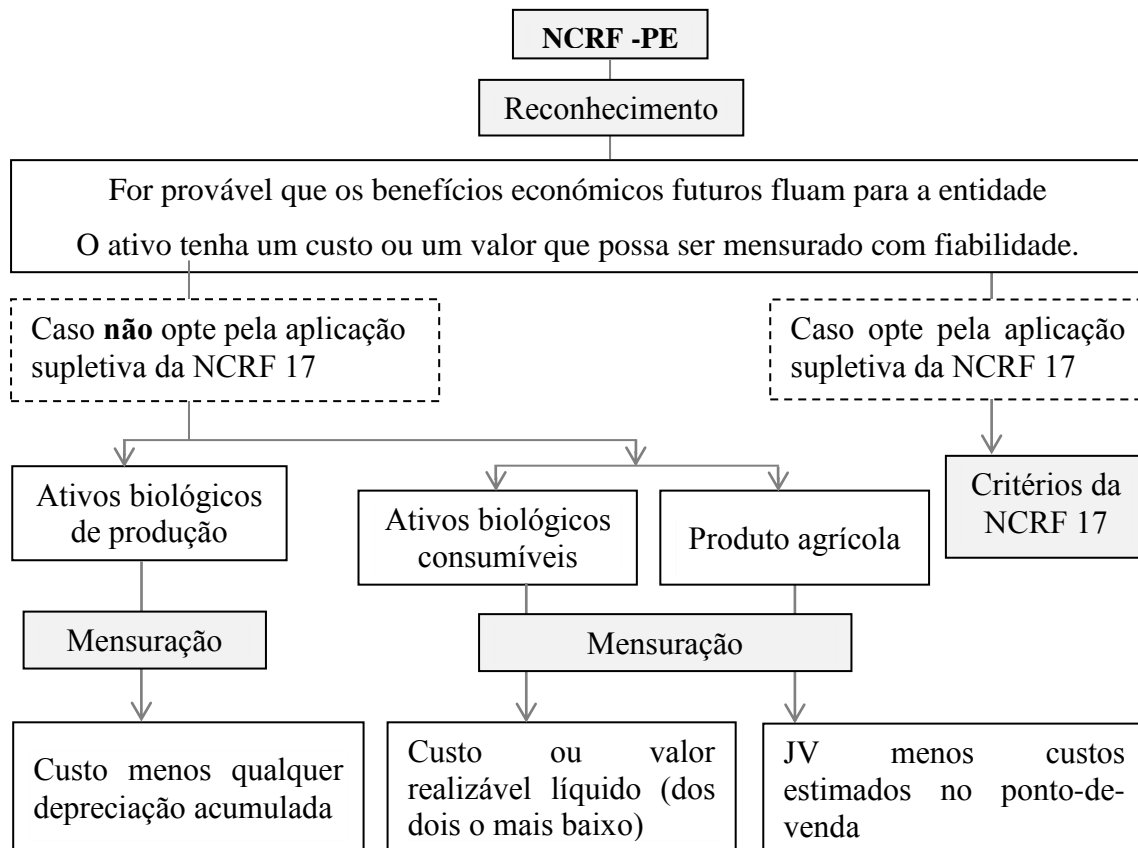 NCRF -PE
Reconhecimento
For provável que os benefícios económicos futuros fluam para a entidade
O ativo tenha um custo ou um valor que possa ser mensurado com fiabilidade.
Caso não opte pela aplicação
supletiva da NCRF 17
Caso opte pela aplicação
supletiva da NCRF 17
Ativos biológicos
de produção
Ativos biológicos
consumíveis
Produto agrícola
Critérios da
NCRF 17
Mensuração
Mensuração
Custo menos qualquer
depreciação acumulada
Custo ou valor
realizável líquido (dos
dois o mais baixo)
JV menos custos
estimados no ponto-de-
venda